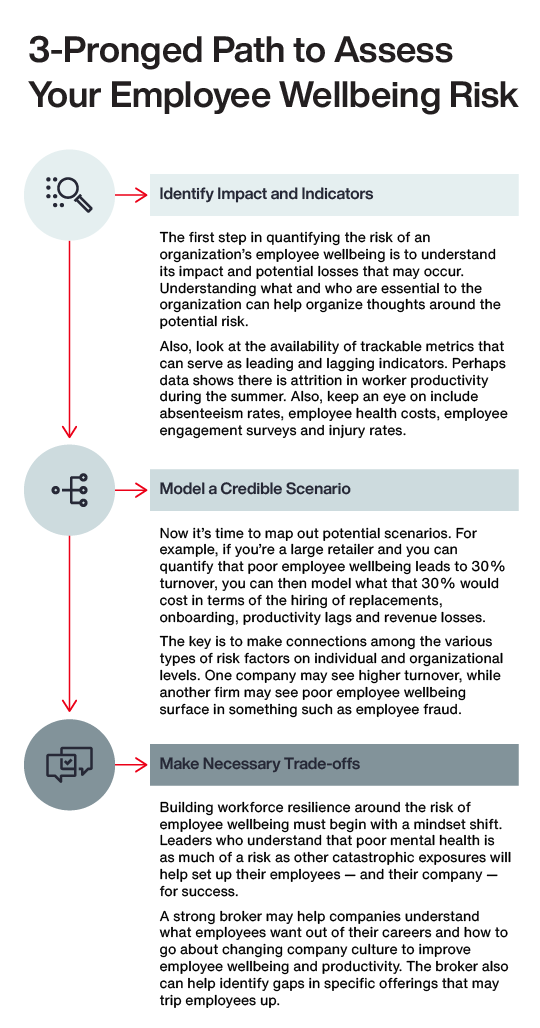 3-Pronged Path to Assess
Your Employee Wellbeing Risk
Identify Impact and Indicators
The first step in quantifying the risk of an
organization's employee wellbeing is to understand
its impact and potential losses that may occur.
Understanding what and who are essential to the
organization can help organize thoughts around the
potential risk.
Also, look at the availability of trackable metrics that
can serve as leading and lagging indicators. Perhaps
data shows there is attrition in worker productivity
during the summer. Also, keep an eye on include
absenteeism rates, employee health costs, employee
engagement surveys and injury rates.
Model a Credible Scenario
Now it's time to map out potential scenarios. For
example, if you're a large retailer and you can
quantify that poor employee wellbeing leads to 30%
turnover, you can then model what that 30% would
cost in terms of the hiring of replacements,
onboarding, productivity lags and revenue losses.
The key is to make connections among the various
types of risk factors on individual and organizational
levels. One company may see higher turnover, while
another firm may see poor employee wellbeing
surface in something such as employee fraud.
Make Necessary Trade-offs
Building workforce resilience around the risk of
employee wellbeing must begin with a mindset shift.
Leaders who understand that poor mental health is
as much of a risk as other catastrophic exposures will
help set up their employees — and their company —
for success.
A strong broker may help companies understand
what employees want out of their careers and how to
go about changing company culture to improve
employee wellbeing and productivity. The broker also
can help identify gaps in specific offerings that may
trip employees up.